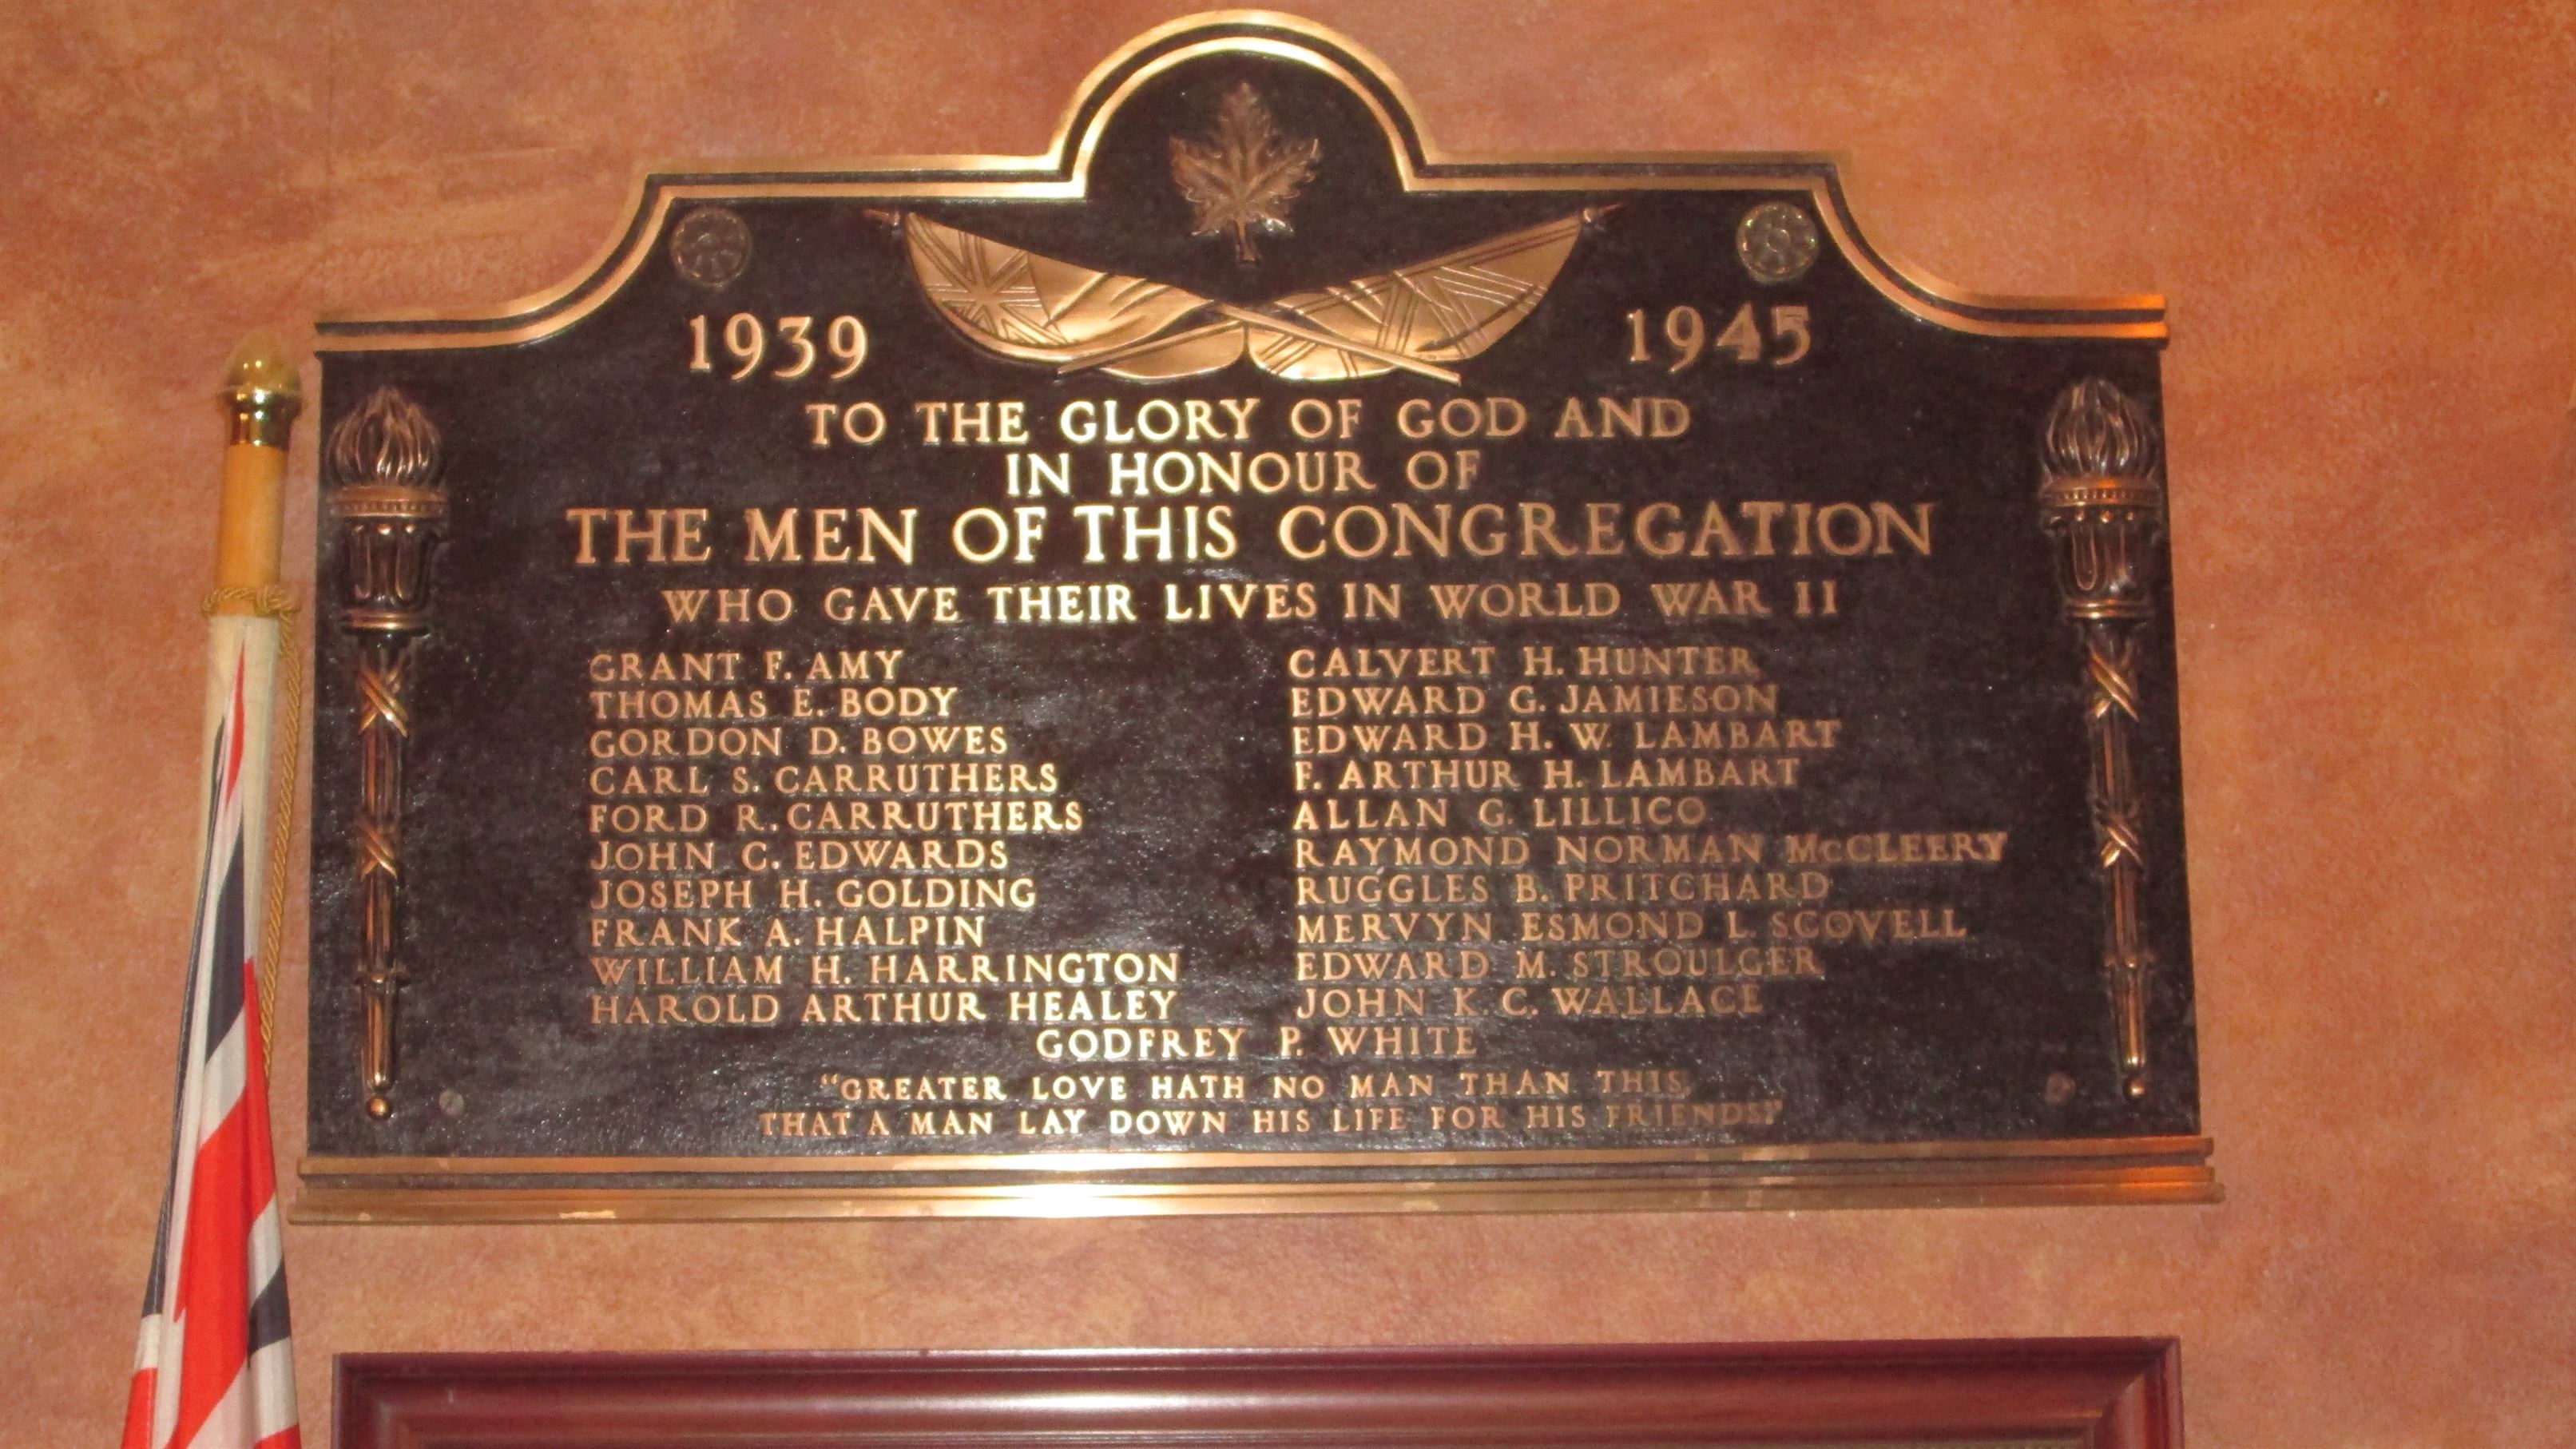 1939 1945
TO THE GLORY OF GOD AND
IN HONOUR OF
THE MEN OF THIS CONGREGATION
WHO GAVE THEIR LIVES IN WORLD WAR II
GRANT F. AMY
THOMAS E. BODY
GORDON D. BOWES
CARL S. CARRUTHERS
FORD R. CARRUTHERS
JOHN C. EDWARDS
JOSEPH H. GOLDING
FRANK A. HALPIN
WILLIAM H. HARRINGTON
HAROLD ARTHUR HEALEY
CALVERT H. HUNTER
EDWARD G. JAMIESON
EDWARD H. W. LAMBART
F. ARTHUR H. LAMBART
ALLAN G. LILLICO
RAYMOND NORMAN McCLEERY
RUGGLES B. PRITCHARD
MERVYN ESMOND L. SCOVELL
EDWARD M. STROULGER
JOHN K. C. WALLACE
GODFREY P. WHITE
"GREATER LOVE HATH NO MAN THAN THIS,
THAT A MAN LAY DOWN HIS LIFE FOR HIS FRIENDS."